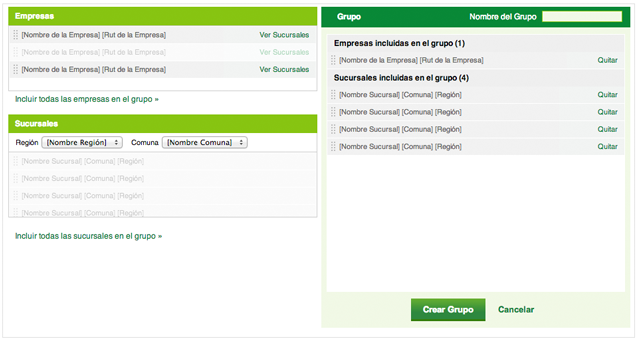 Empresas
[Nombre de la Empresa] [Rut de la Empresa] Ver Sucursales
[Nombre de la Empresa] [Rut de la Empresa] Ver Sucursales
[Nombre de la Empresa] [Rut de la Empresa] Ver Sucursales
Incluir todas las empresas en el grupo »
Sucursales
Región [Nombre Región] Comuna [Nombre Comuna]
[Nombre Sucursal] [Comuna] [Región]
[Nombre Sucursal] [Comuna] [Región]
[Nombre Sucursal] [Comuna] [Región]
[Nombre Sucursal] [Comuna] [Región]
Incluir todas las sucursales en el grupo »
Grupo Nombre del Grupo
Empresas incluidas en el grupo (1)
[Nombre de la Empresa] [Rut de la Empresa] Quitar
Sucursales incluidas en el grupo (4)
[Nombre Sucursal] [Comuna] [Región] Quitar
[Nombre Sucursal] [Comuna] [Región] Quitar
[Nombre Sucursal] [Comuna] [Región] Quitar
[Nombre Sucursal] [Comuna] [Región] Quitar
Crear Grupo Cancelar